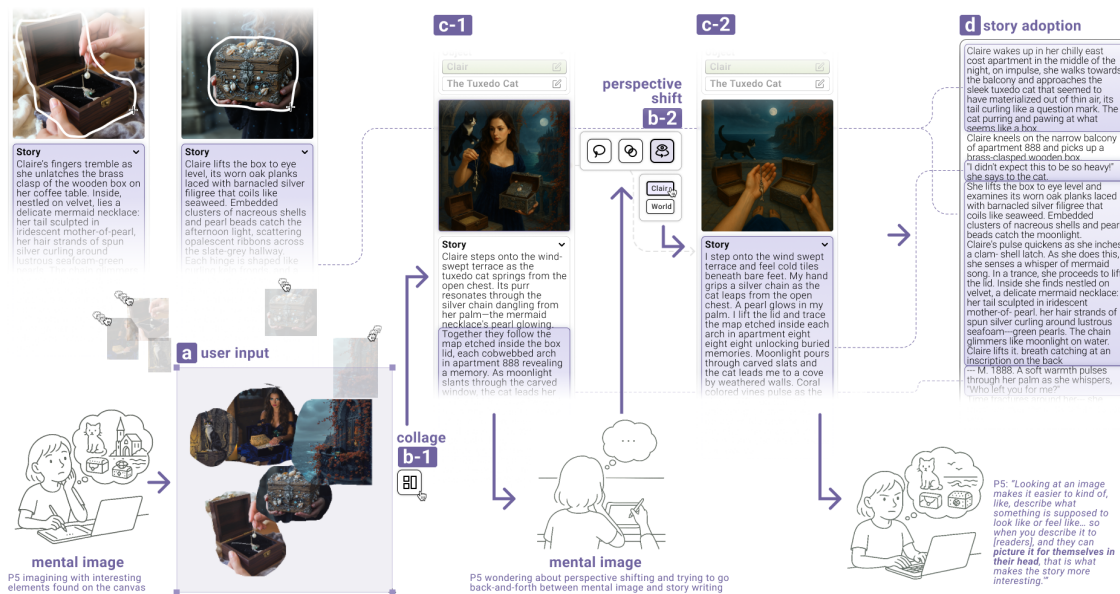 c-1
c-2
d story adoption
Clair
The Tuxedo Cat
Clair
The Tuxedo Cat
perspective
shift
b-2
Clair
World
Story
Claire's fingers tremble as
she unlatches the brass
clasp of the wooden box on
her coffee table. Inside,
nestled on velvet, lies a
delicate mermaid necklace:
her tail sculpted in
iridescent mother-of-pearl,
her hair strands of spun
silver curling around
lustrous seafoam-green
Story
Claire lifts the box to eye
level, its worn oak planks
laced with barnacled silver
filigree that coils like
seaweed. Embedded
clusters of nacreous shells
and pearl beads catch the
afternoon light, scattering
opalescent ribbons across
the slate-grey hallway.
Each hinge is shaped like
Story
Claire steps onto the wind-
swept terrace as the
tuxedo cat springs from the
open chest. Its purr
resonates through the
silver chain dangling from
her palm—the mermaid
necklace's pearl glowing.
Together they follow the
map etched inside the box
lid, each cobwebbed arch
in apartment 888 revealing
a memory. As moonlight
slants through the carved
window, the cat leads her
Story
I step onto the wind swept
terrace and feel cold tiles
beneath bare feet. My hand
grips a silver chain as the
cat leaps from the open
chest. A pearl glows in my
palm. I lift the lid and trace
the map etched inside each
arch in apartment eight
eight eight unlocking buried
memories. Moonlight pours
through carved leaded windows and
the cat leads me to a cove
by weathered walls. Coral
colored vines pulse as the
Claire wakes up in her chilly east
cost apartment in the middle of the
night, on impulse, she walks towards
the balcony and approaches the
sleek tuxedo cat that seemed to
have materialized out of thin air, its
tail curling like a question mark. The
cat purring and pawing at what
seems like a box.
Claire kneels on the narrow balcony
of apartment 888 and picks up a
brass-clasped wooden box
"I didn't expect this to be so heavy!"
she says to the cat.
She lifts the box to eye level and
examines its worn oak planks laced
with barnacled silver filigree that
coils like seaweed. Embedded
clusters of nacreous shells and pearl
beads catch the moonlight.
Claire's pulse quickens as she inches
a clam- shell latch. As she does this,
she senses a whisper of mermaid
song. In a trance, she proceeds to lift
the lid. Inside she finds nestled on
velvet, a delicate mermaid necklace:
her tail sculpted in iridescent
mother-of- pearl. her hair strands of
spun silver curling around lustrous
seafoam---green pearls. The chain
glimmers like moonlight on water.
Claire lifts it. breath catching at an
inscription on the back
--- M. 1888. A soft warmth pulses
through her palm as she whispers,
"Who left you for me?"
a user input
collage
b-1
mental image
P5 imagining with interesting
elements found on the canvas
...
mental image
P5 wondering about perspective shifting and trying to go
back-and-forth between mental image and story writing
P5: "Looking at an image
makes it easier to kind of,
like, describe what
something is supposed to
look like or feel like... so
when you describe it to
[readers], and they can
picture it for themselves in
their head, that is what
makes the story more
interesting.'"